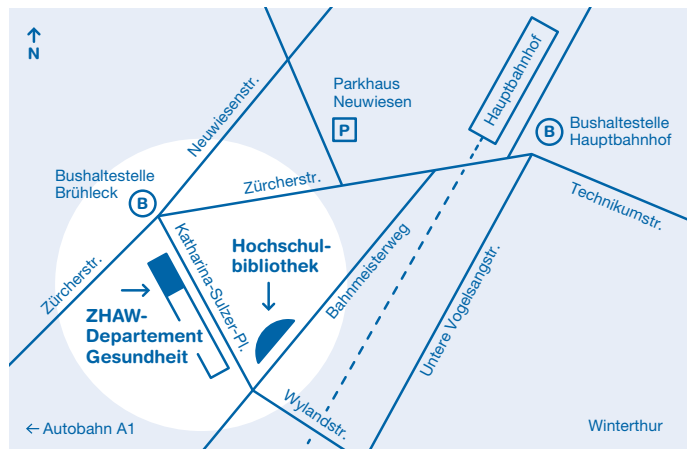 N
Neuwiesenstr.
Parkhaus
Neuwiesen
P
Hauptbahnhof
B
Bushaltestelle
Hauptbahnhof
Bushaltestelle
Brühleck
B
Zürcherstr.
Technikumstr.
Zürcherstr.
Katharina-Sulzer-Pl.
Hochschul-
bibliothek
Bahnmeisterweg
Untere Vogelsangstr.
ZHAW-
Departement
Gesundheit
Wylandstr.
← Autobahn A1
Winterthur